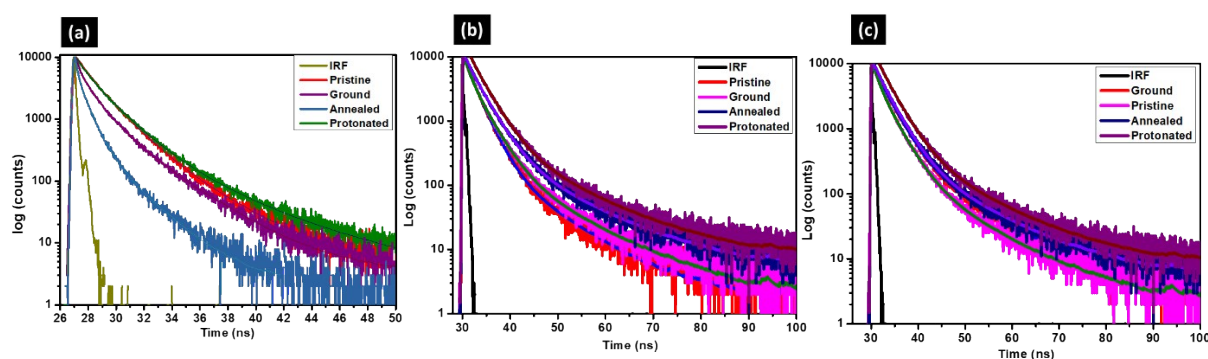 (a)
10000
1000
100
10
1
log (counts)
IRF
Pristine
Ground
Annealed
Protonated
26 28 30 32 34 36 38 40 42 44 46 48 50
Time (ns)
(b)
10000
1000
100
10
1
Log (counts)
IRF
Pristine
Ground
Annealed
Protonated
30 40 50 60 70 80 90 100
Time (ns)
(c)
10000
1000
100
10
1
Log (counts)
IRF
Ground
Pristine
Annealed
Protonated
30 40 50 60 70 80 90 100
Time (ns)